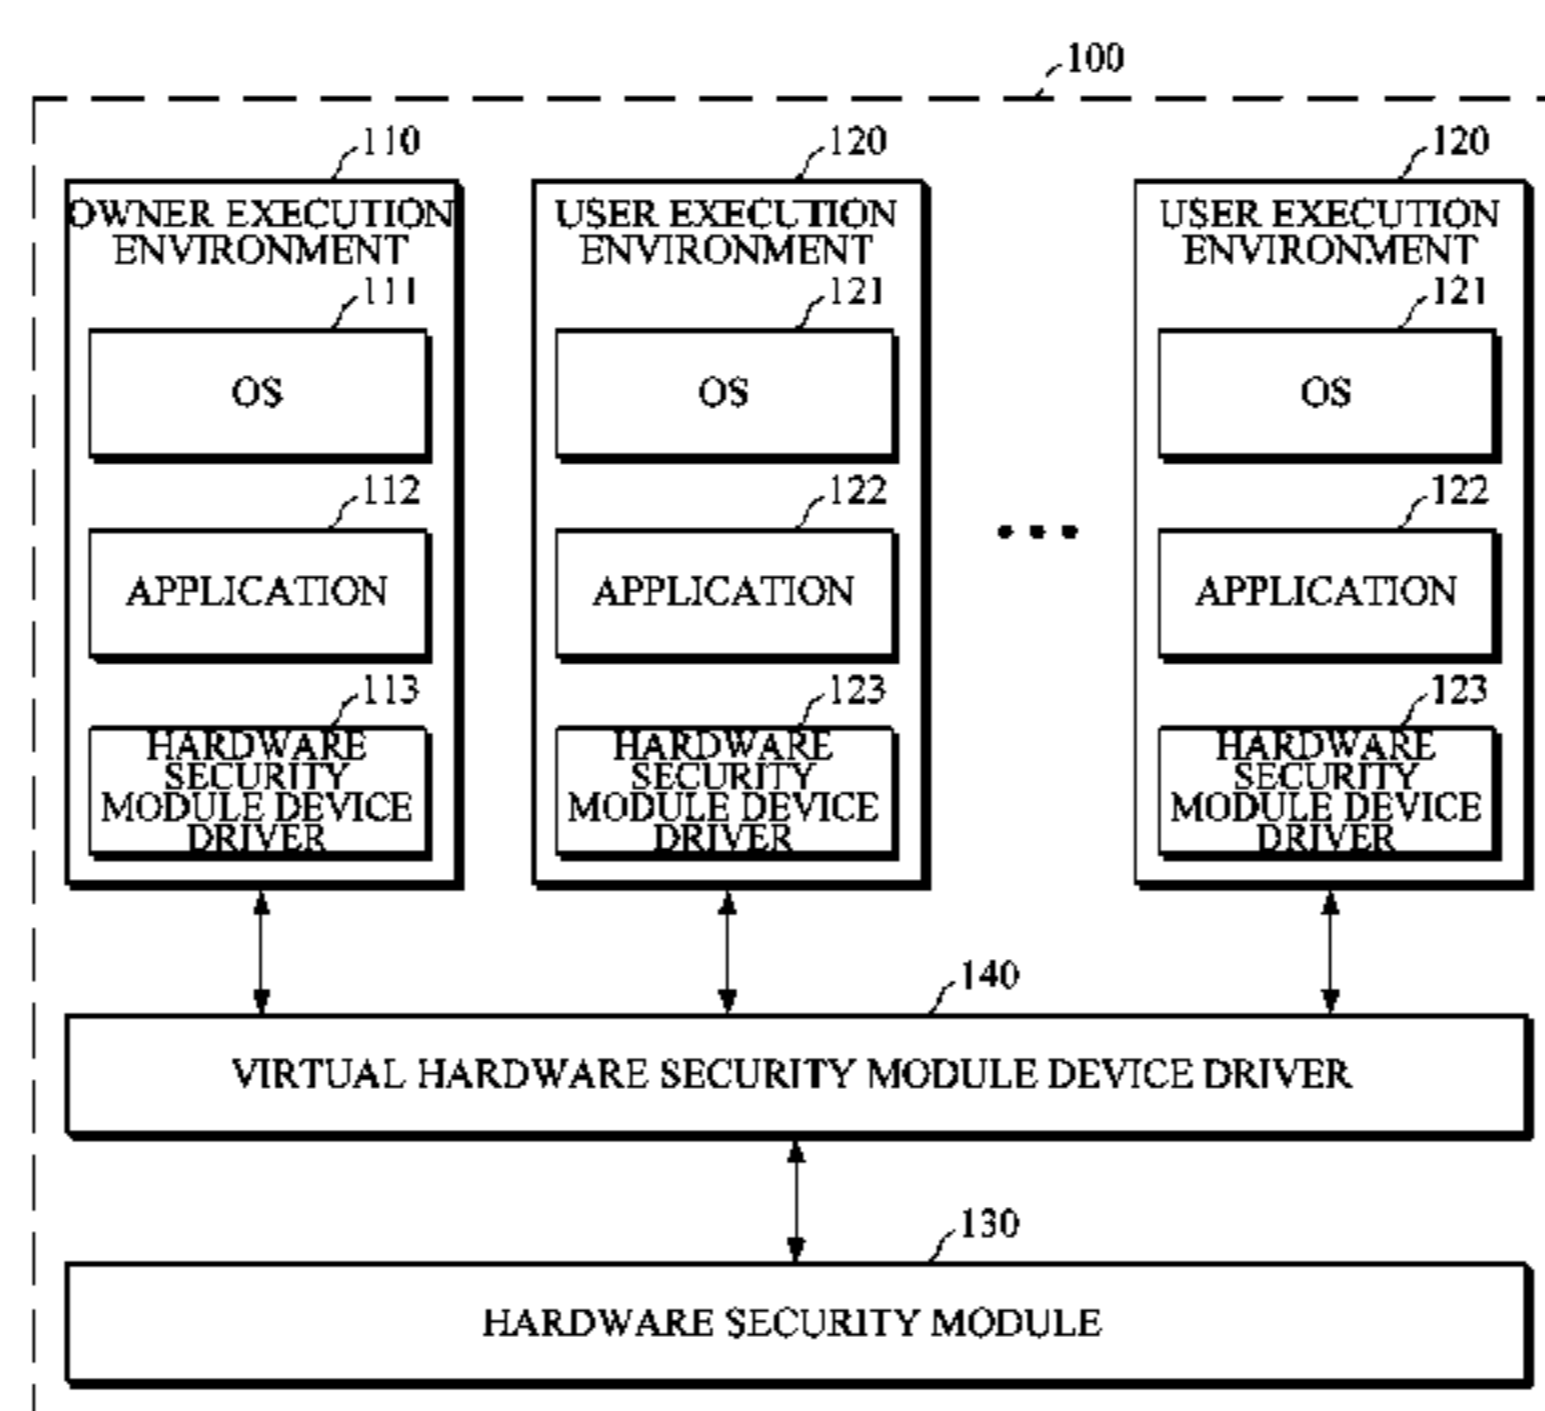 100
110
OWNER EXECUTION
ENVIRONMENT
111
OS
112
APPLICATION
113
HARDWARE
SECURITY
MODULE DEVICE
DRIVER
120
USER EXECUTION
ENVIRONMENT
121
OS
122
APPLICATION
123
HARDWARE
SECURITY
MODULE DEVICE
DRIVER
...
120
USER EXECUTION
ENVIRONMENT
121
OS
122
APPLICATION
123
HARDWARE
SECURITY
MODULE DEVICE
DRIVER
140
VIRTUAL HARDWARE SECURITY MODULE DEVICE DRIVER
130
HARDWARE SECURITY MODULE